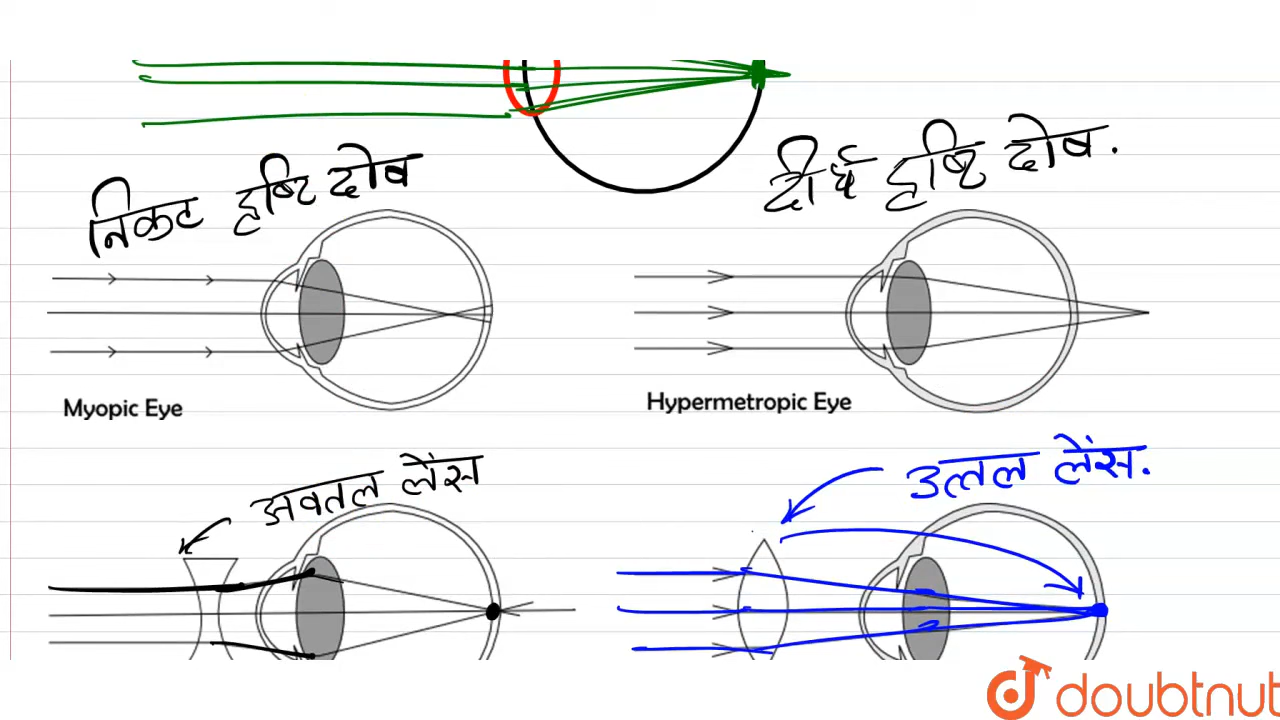 निकट दृष्टि दोष
दीर्घ दृष्टि दोष.
Myopic Eye
Hypermetropic Eye
अवतल लेंस
उत्तल लेंस.
doubtnut